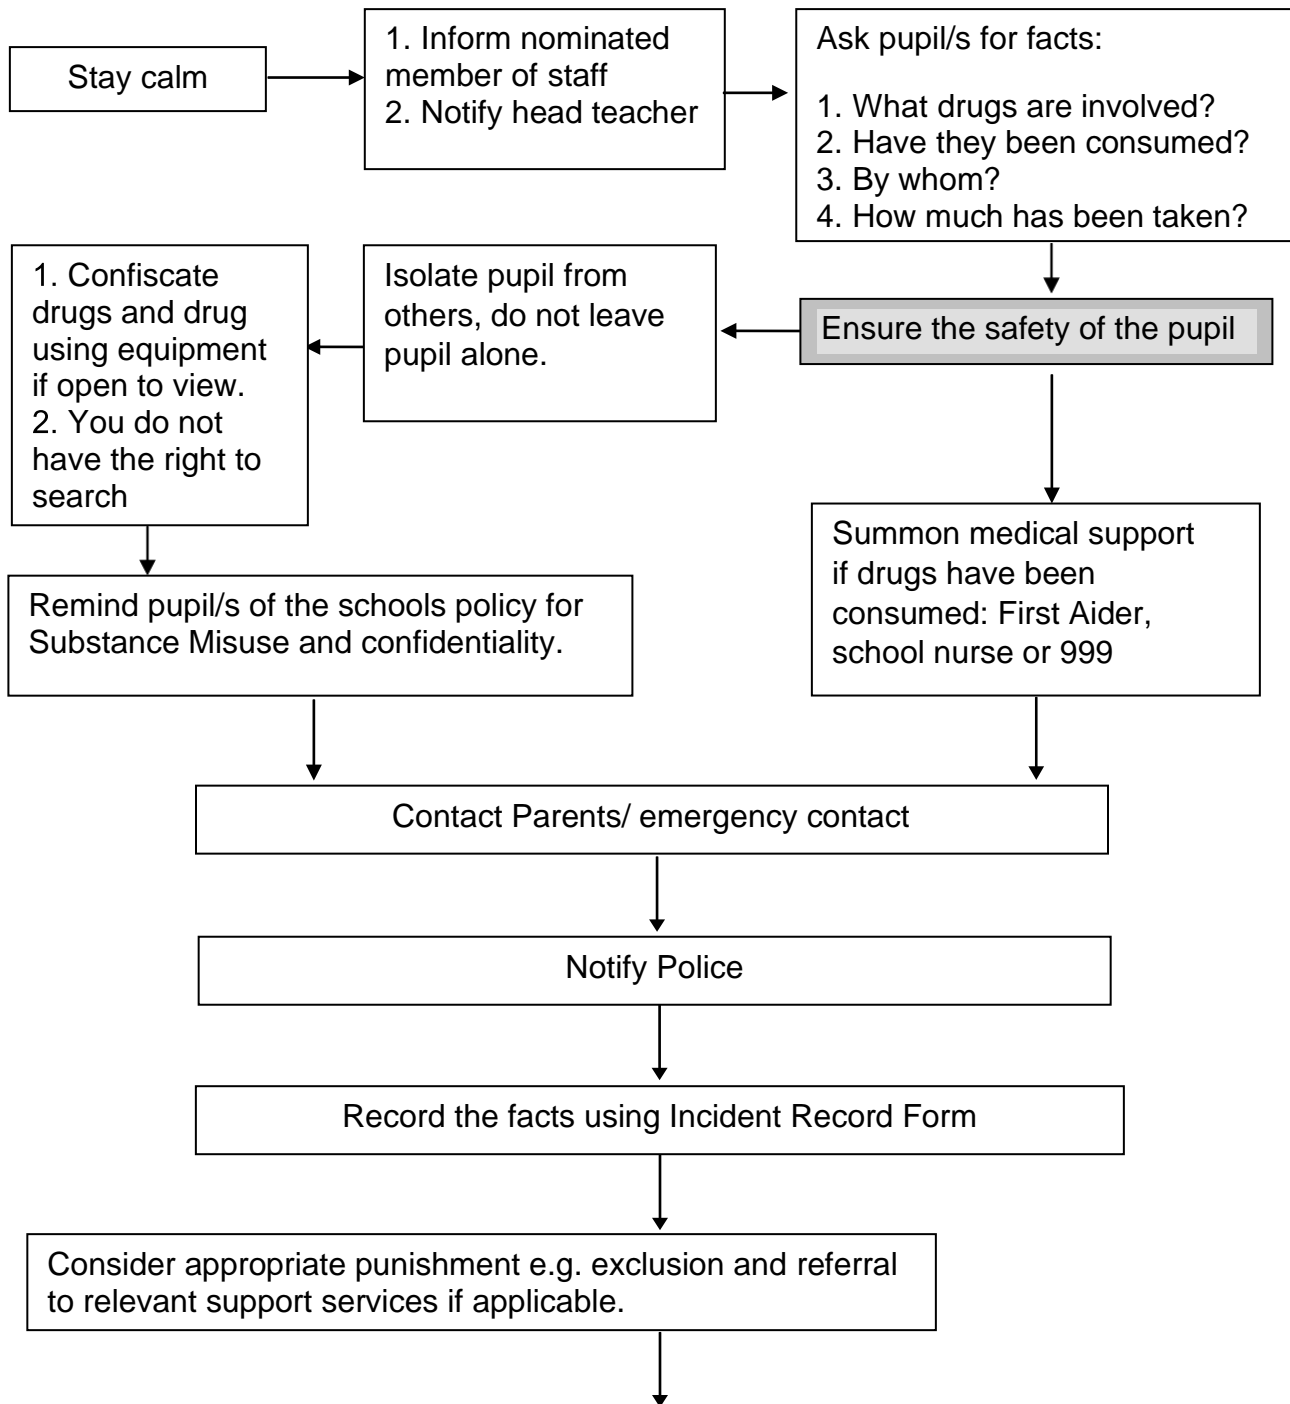 Stay calm
1. Inform nominated
member of staff
2. Notify head teacher
Ask pupil/s for facts:
1. What drugs are involved?
2. Have they been consumed?
3. By whom?
4. How much has been taken?
Ensure the safety of the pupil
Isolate pupil from
others, do not leave
pupil alone.
1. Confiscate
drugs and drug
using equipment
if open to view.
2. You do not
have the right to
search
Remind pupil/s of the schools policy for
Substance Misuse and confidentiality.
Summon medical support
if drugs have been
consumed: First Aider,
school nurse or 999
Contact Parents/ emergency contact
Notify Police
Record the facts using Incident Record Form
Consider appropriate punishment e.g. exclusion and referral
to relevant support services if applicable.